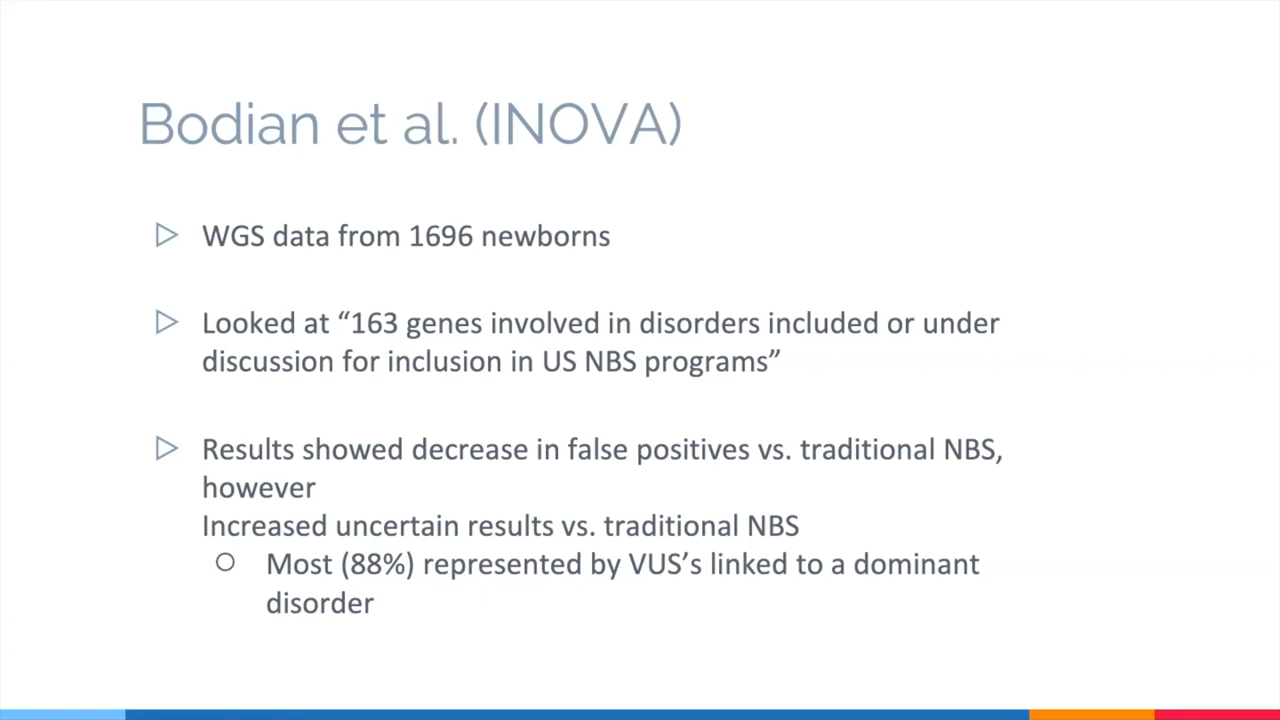 Bodian et al. (INOVA)
WGS data from 1696 newborns
Looked at “163 genes involved in disorders included or under
discussion for inclusion in US NBS programs”
Results showed decrease in false positives vs. traditional NBS,
however
Increased uncertain results vs. traditional NBS
Most (88%) represented by VUS’s linked to a dominant
disorder